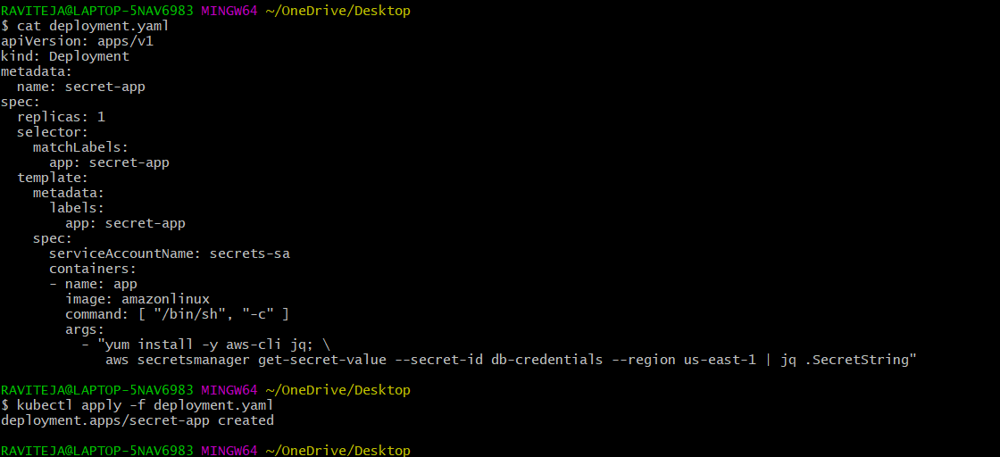 RAVITEJA@LAPTOP-5NAV6983 MINGW64 ~/OneDrive/Desktop
$ cat deployment.yaml
apiVersion: apps/v1
kind: Deployment
metadata:
  name: secret-app
spec:
  replicas: 1
  selector:
    matchLabels:
      app: secret-app
  template:
    metadata:
      labels:
        app: secret-app
    spec:
      serviceAccountName: secrets-sa
      containers:
      - name: app
        image: amazonlinux
        command: [ "/bin/sh", "-c" ]
        args:
          - "yum install -y aws-cli jq; \
             aws secretsmanager get-secret-value --secret-id db-credentials --region us-east-1 | jq .SecretString"
RAVITEJA@LAPTOP-5NAV6983 MINGW64 ~/OneDrive/Desktop
$ kubectl apply -f deployment.yaml
deployment.apps/secret-app created
RAVITEJA@LAPTOP-5NAV6983 MINGW64 ~/OneDrive/Desktop